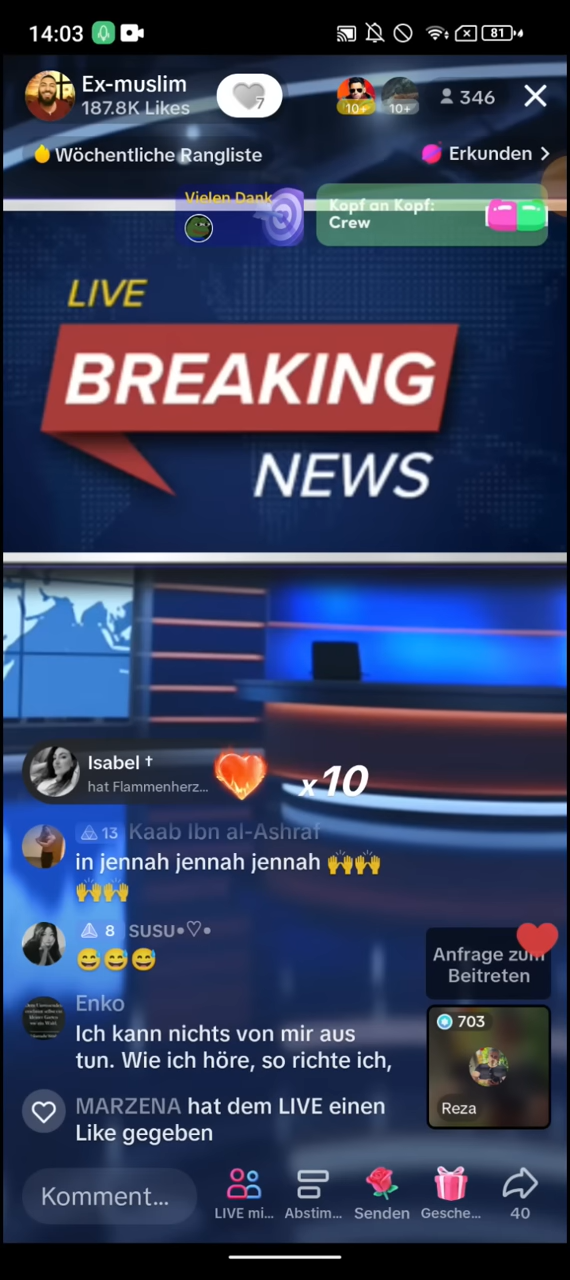 14:03
81
Ex-muslim
187.8K Likes
7
10+
10+
346
Wöchentliche Rangliste
Erkunden
Vielen Dank
Kopf an Kopf:
Crew
LIVE
BREAKING
NEWS
Isabel †
hat Flammenherz...
x10
13 Kaab Ibn al-Ashraf
in jennah jennah jennah 🙌🙌
🙌🙌
8 SUSU•♡•
😅😅😅
Enko
Ich kann nichts von mir aus
tun. Wie ich höre, so richte ich,
MARZENA hat dem LIVE einen
Like gegeben
Anfrage zum
Beitreten
703
Reza
Komment...
LIVE mi...
Abstim...
Senden
Gesche...
40